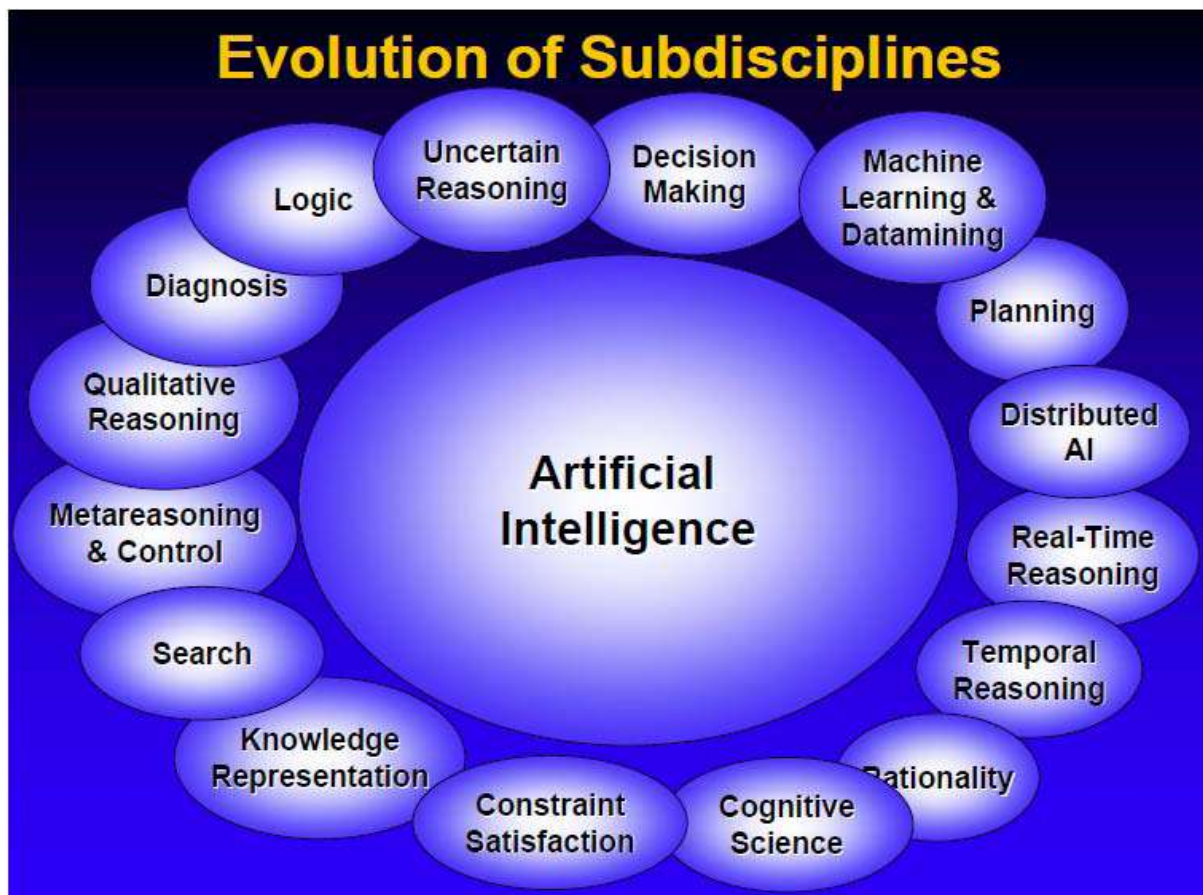 Evolution of Subdisciplines
Uncertain
Reasoning
Decision
Making
Machine
Learning &
Datamining
Planning
Distributed
AI
Real-Time
Reasoning
Temporal
Reasoning
Rationality
Cognitive
Science
Constraint
Satisfaction
Knowledge
Representation
Search
Metareasoning
& Control
Qualitative
Reasoning
Diagnosis
Logic
Artificial
Intelligence